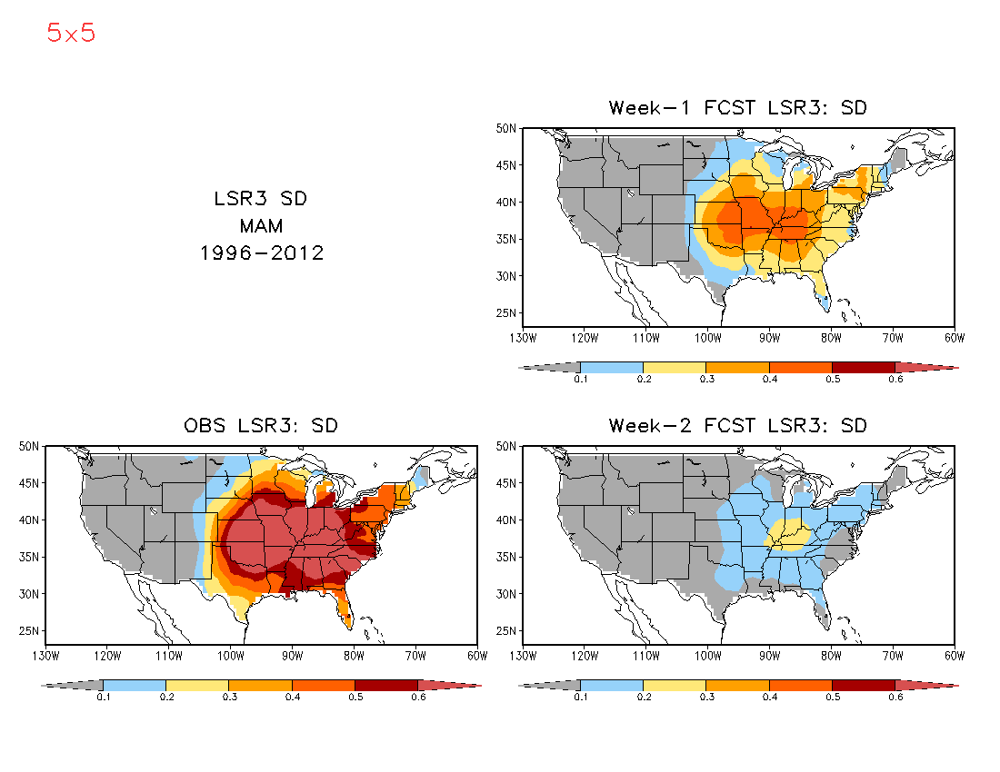 5x5
Week-1 FCST LSR3: SD
50N
45N
40N
35N
30N
25N
130W 120W 110W 100W 90W 80W 70W 60W
0.1 0.2 0.3 0.4 0.5 0.6
LSR3 SD
MAM
1996-2012
OBS LSR3: SD
50N
45N
40N
35N
30N
25N
130W 120W 110W 100W 90W 80W 70W 60W
0.1 0.2 0.3 0.4 0.5 0.6
Week-2 FCST LSR3: SD
50N
45N
40N
35N
30N
25N
130W 120W 110W 100W 90W 80W 70W 60W
0.1 0.2 0.3 0.4 0.5 0.6